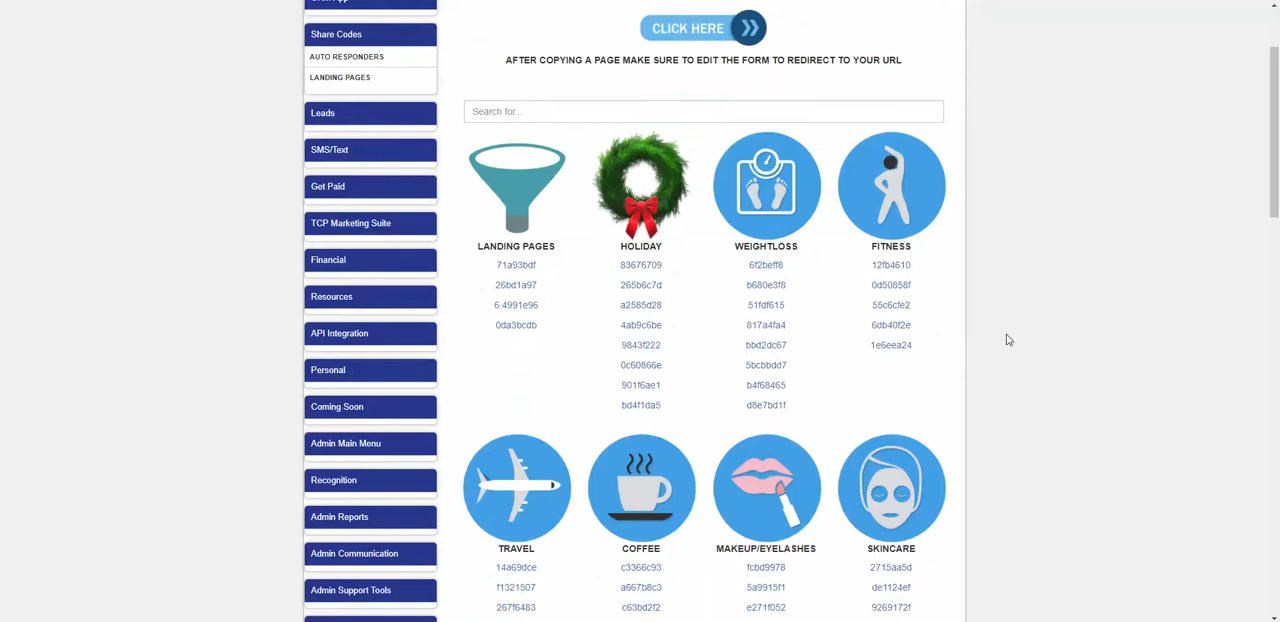 Share Codes
AUTO RESPONDERS
LANDING PAGES
Leads
SMS/Text
Get Paid
TCP Marketing Suite
Financial
Resources
API Integration
Personal
Coming Soon
Admin Main Menu
Recognition
Admin Reports
Admin Communication
Admin Support Tools
CLICK HERE
AFTER COPYING A PAGE MAKE SURE TO EDIT THE FORM TO REDIRECT TO YOUR URL
Search for...
LANDING PAGES
71a93bdf
26bd1a97
6.4991e96
0da3bcdb
HOLIDAY
83676709
265b6c7d
a2585d28
4ab9c6be
9843f222
0c60866e
901f6ae1
bd4f1da5
WEIGHTLOSS
6f2beff8
b680e3f8
51fdf615
817a4fa4
bbd2dc67
5bcbbdd7
b4f68465
d8e7bd1f
FITNESS
12fb4610
0d50858f
55c6cfe2
6db40f2e
1e6eea24
TRAVEL
14a69dce
f1321507
267f6483
COFFEE
c3366c93
a667b8c3
c63bd2f2
MAKEUP/EYELASHES
fcbd9978
5a9915f1
e271f052
SKINCARE
2715aa5d
de1124ef
9269172f